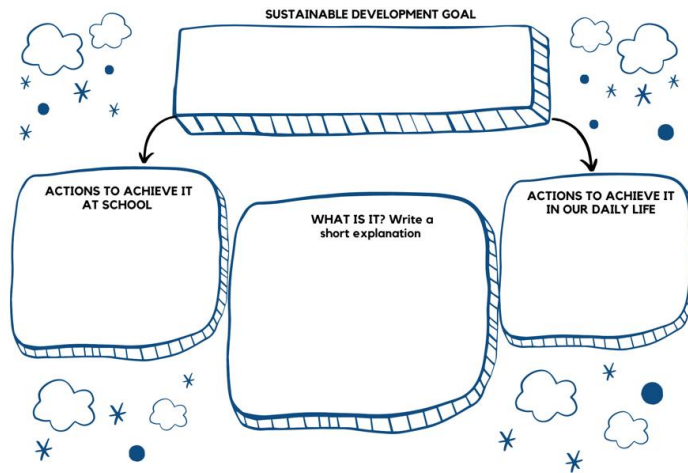 SUSTAINABLE DEVELOPMENT GOAL
ACTIONS TO ACHIEVE IT
AT SCHOOL
WHAT IS IT? Write a
short explanation
ACTIONS TO ACHIEVE IT
IN OUR DAILY LIFE